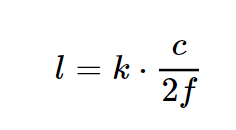 l = k · c/2f